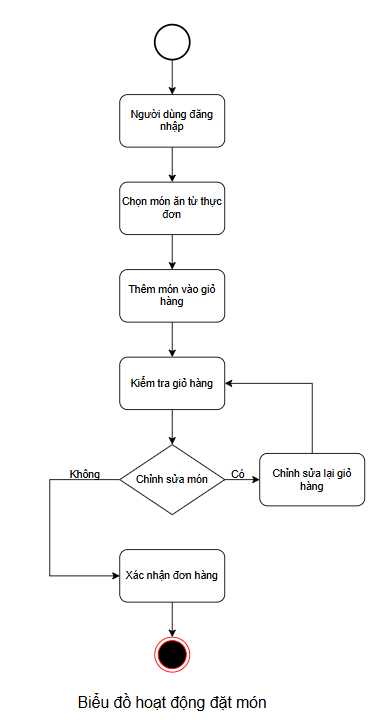 Người dùng đăng
nhập
Chọn món ăn từ thực
đơn
Thêm món vào giỏ
hàng
Kiểm tra giỏ hàng
Không
Chỉnh sửa món
Có
Chỉnh sửa lại giỏ
hàng
Xác nhận đơn hàng
Biểu đồ hoạt động đặt món